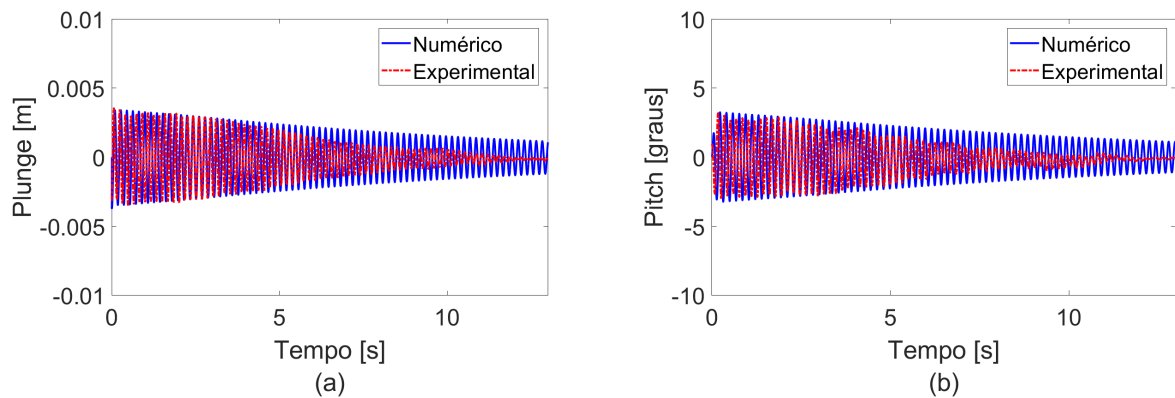 0.01
0.005
0
-0.005
-0.01
Plunge [m]
Numérico
Experimental
0
5
10
Tempo [s]
(a)
10
5
0
-5
-10
Pitch [graus]
Numérico
Experimental
0
5
10
Tempo [s]
(b)